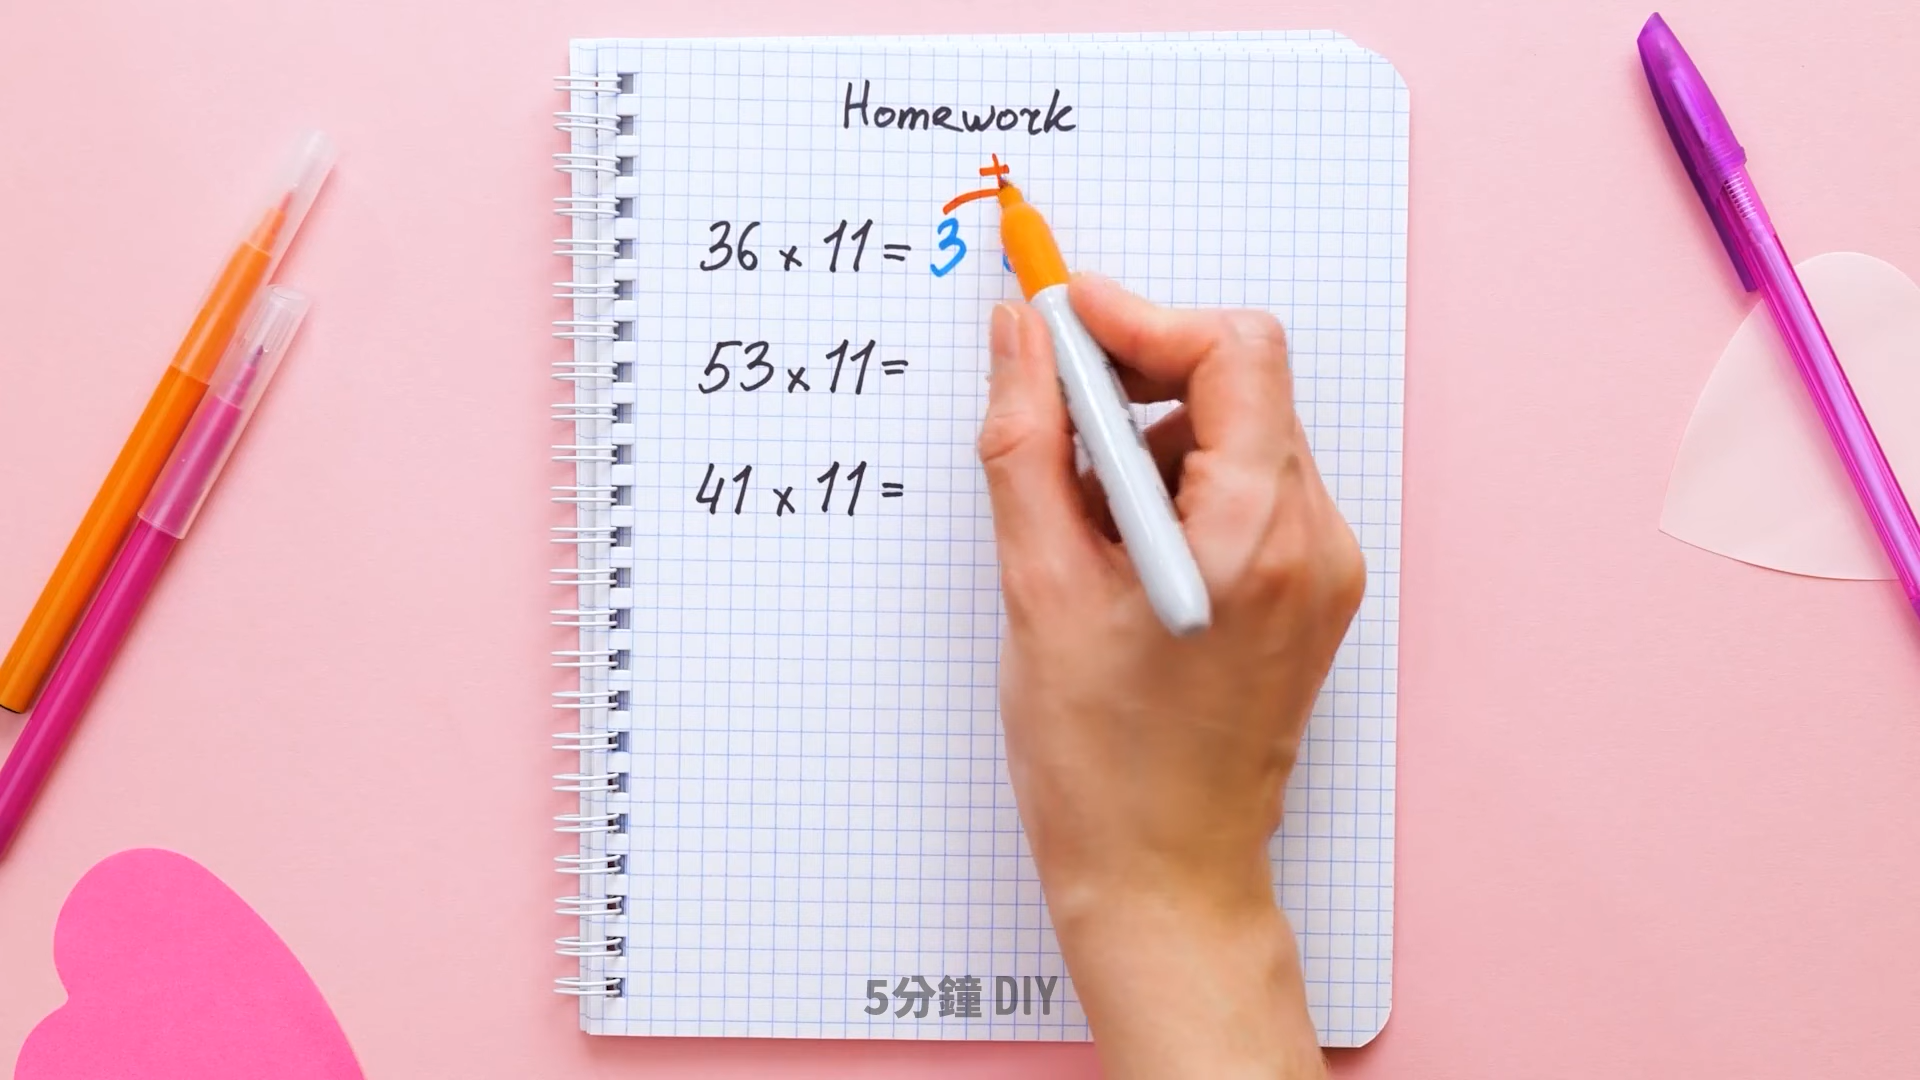 Homework
+
36 x 11 = 3
53 x 11 =
41 x 11 =
5分鐘 DIY